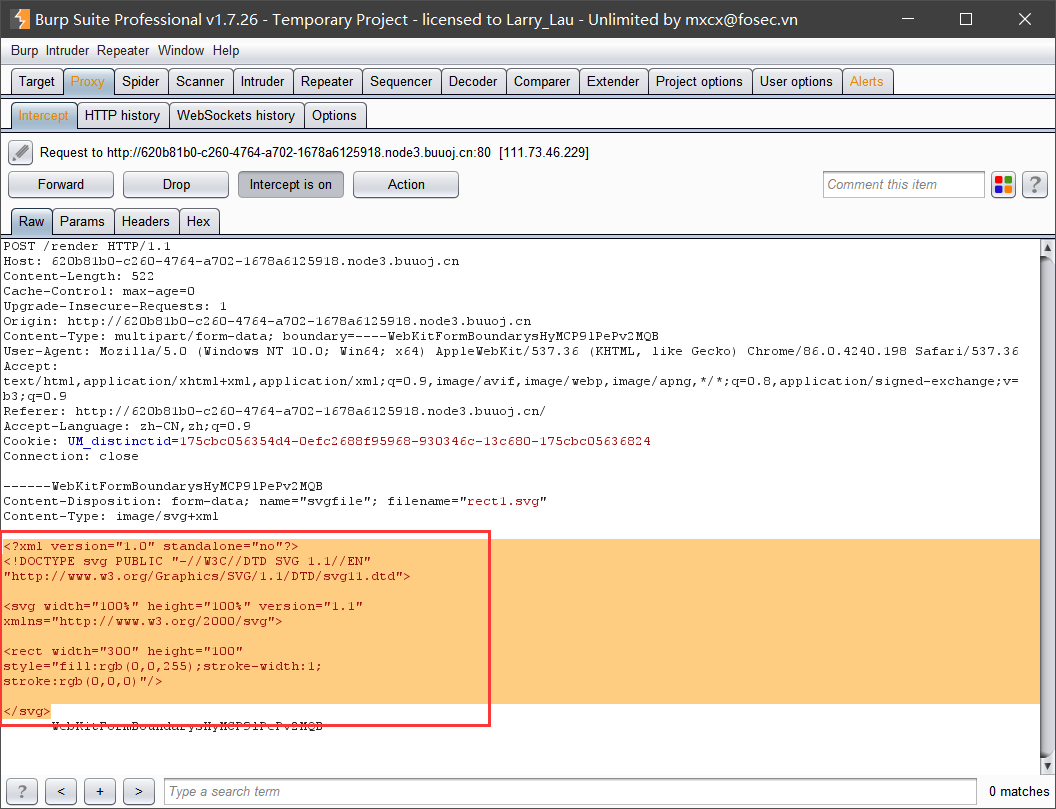 Burp Suite Professional v1.7.26 - Temporary Project - licensed to Larry_Lau - Unlimited by mxcx@fosec.vn
Burp Intruder Repeater Window Help
Target Proxy Spider Scanner Intruder Repeater Sequencer Decoder Comparer Extender Project options User options Alerts
Intercept HTTP history WebSockets history Options
Request to http://620b81b0-c260-4764-a702-1678a6125918.node3.buuoj.cn:80 [111.73.46.229]
Forward Drop Intercept is on Action Comment this item ?
Raw Params Headers Hex
POST /render HTTP/1.1
Host: 620b81b0-c260-4764-a702-1678a6125918.node3.buuoj.cn
Content-Length: 522
Cache-Control: max-age=0
Upgrade-Insecure-Requests: 1
Origin: http://620b81b0-c260-4764-a702-1678a6125918.node3.buuoj.cn
Content-Type: multipart/form-data; boundary=----WebKitFormBoundarysHyMCP9lPePv2MQB
User-Agent: Mozilla/5.0 (Windows NT 10.0; Win64; x64) AppleWebKit/537.36 (KHTML, like Gecko) Chrome/86.0.4240.198 Safari/537.36
Accept:
text/html,application/xhtml+xml,application/xml;q=0.9,image/avif,image/webp,image/apng,*/*;q=0.8,application/signed-exchange;v=
b3;q=0.9
Referer: http://620b81b0-c260-4764-a702-1678a6125918.node3.buuoj.cn/
Accept-Language: zh-CN,zh;q=0.9
Cookie: UM_distinctid=175cbc056354d4-0efc2688f95968-930346c-13c680-175cbc05636824
Connection: close
------WebKitFormBoundarysHyMCP9lPePv2MQB
Content-Disposition: form-data; name="svgfile"; filename="rect1.svg"
Content-Type: image/svg+xml
<?xml version="1.0" standalone="no"?>
<!DOCTYPE svg PUBLIC "-//W3C//DTD SVG 1.1//EN"
"http://www.w3.org/Graphics/SVG/1.1/DTD/svg11.dtd">
<svg width="100%" height="100%" version="1.1"
xmlns="http://www.w3.org/2000/svg">
<rect width="300" height="100"
style="fill:rgb(0,0,255);stroke-width:1;
stroke:rgb(0,0,0)"/>
</svg>
------WebKitFormBoundarysHyMCP9lPePv2MQB
? < + > Type a search term 0 matches